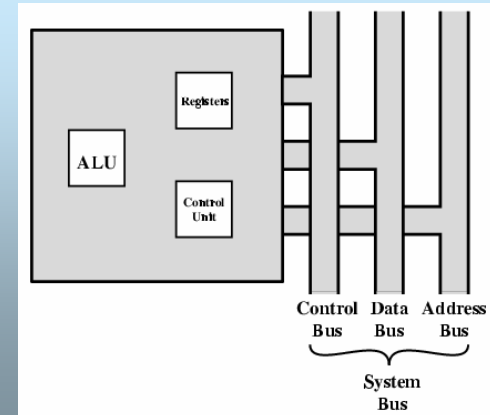 Registers
ALU
Control
Unit
Control Data Address
Bus Bus Bus
System
Bus